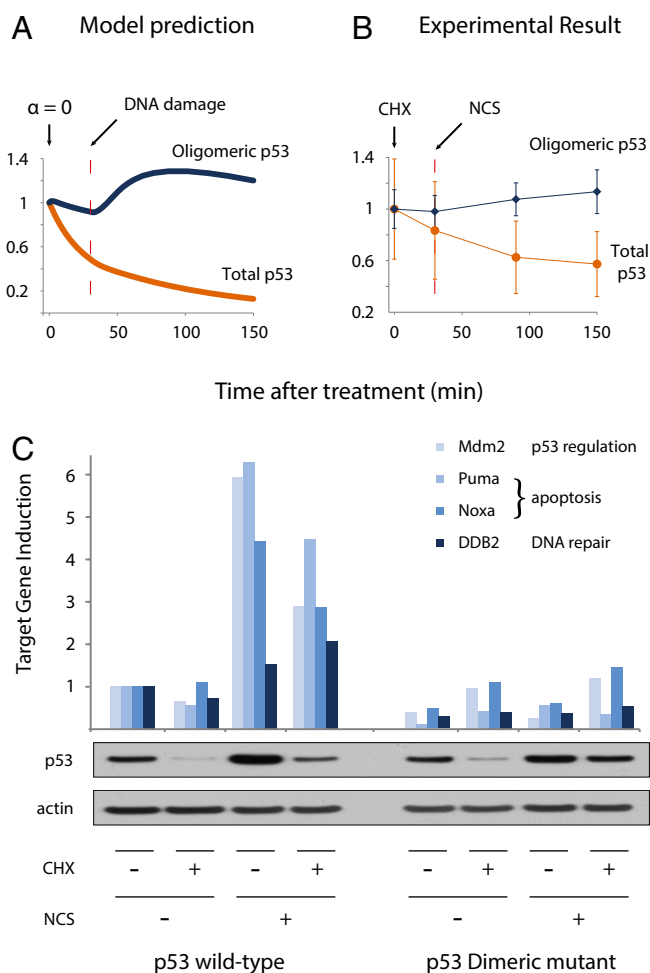 A Model prediction
α = 0
DNA damage
Oligomeric p53
Total p53
1.4
1
0.6
0.2
0 50 100 150
B Experimental Result
CHX
NCS
Oligomeric p53
Total
p53
1.4
1
0.6
0.2
0 50 100 150
Time after treatment (min)
C
Target Gene Induction
6
5
4
3
2
1
Mdm2 p53 regulation
Puma
Noxa
} apoptosis
DDB2 DNA repair
p53
actin
CHX - + - + - + - +
NCS - + - +
p53 wild-type p53 Dimeric mutant